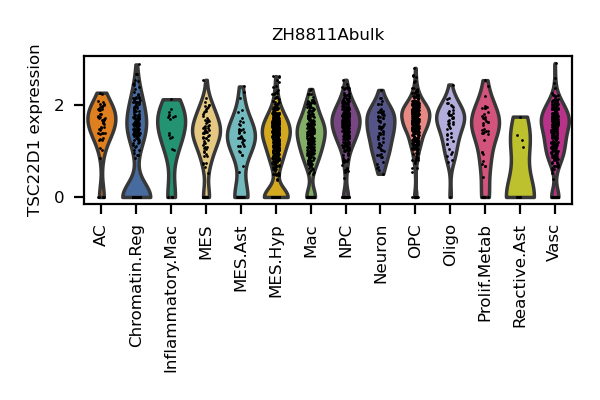 ZH8811Abulk
TSC22D1 expression
2
0
AC
Chromatin.Reg
Inflammatory.Mac
MES
MES.Ast
MES.Hyp
Mac
NPC
Neuron
OPC
Oligo
Prolif.Metab
Reactive.Ast
Vasc